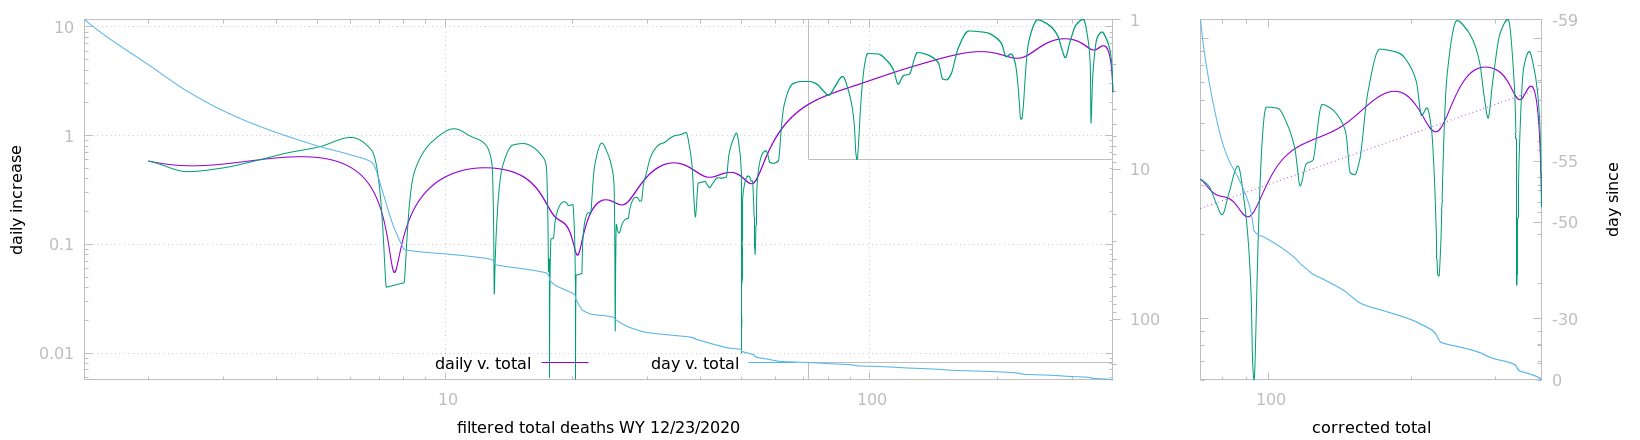 10
1
0.1
0.01
daily increase
daily v. total
day v. total
10
100
filtered total deaths WY 12/23/2020
1
10
100
-59
-55
-50
-30
0
day since
100
corrected total